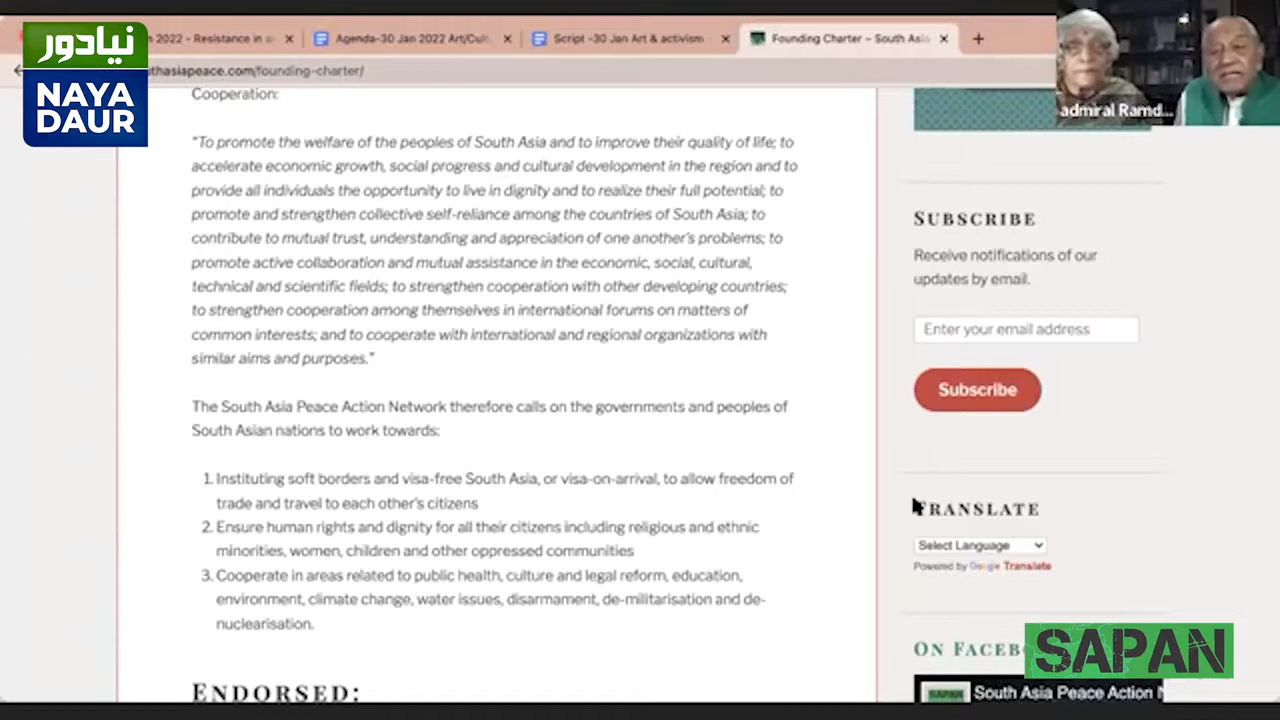 نیادور
NAYA
DAUR
2022 - Resistance in a
Agenda-30 Jan 2022 Art/Cult
Script -30 Jan Art & activism
Founding Charter – South Asia
thasiapeace.com/founding-charter/
admiral Ramd...
Cooperation:
"To promote the welfare of the peoples of South Asia and to improve their quality of life; to
accelerate economic growth, social progress and cultural development in the region and to
provide all individuals the opportunity to live in dignity and to realize their full potential; to
promote and strengthen collective self-reliance among the countries of South Asia; to
contribute to mutual trust, understanding and appreciation of one another's problems; to
promote active collaboration and mutual assistance in the economic, social, cultural,
technical and scientific fields; to strengthen cooperation with other developing countries;
to strengthen cooperation among themselves in international forums on matters of
common interests; and to cooperate with international and regional organizations with
similar aims and purposes."
The South Asia Peace Action Network therefore calls on the governments and peoples of
South Asian nations to work towards:
1. Instituting soft borders and visa-free South Asia, or visa-on-arrival, to allow freedom of
trade and travel to each other's citizens
2. Ensure human rights and dignity for all their citizens including religious and ethnic
minorities, women, children and other oppressed communities
3. Cooperate in areas related to public health, culture and legal reform, education,
environment, climate change, water issues, disarmament, de-militarisation and de-
nuclearisation.
ENDORSED:
SUBSCRIBE
Receive notifications of our
updates by email.
Enter your email address
Subscribe
TRANSLATE
Select Language
Powered by Google Translate
ON FACEB
SAPAN
SAPAN
South Asia Peace Action N